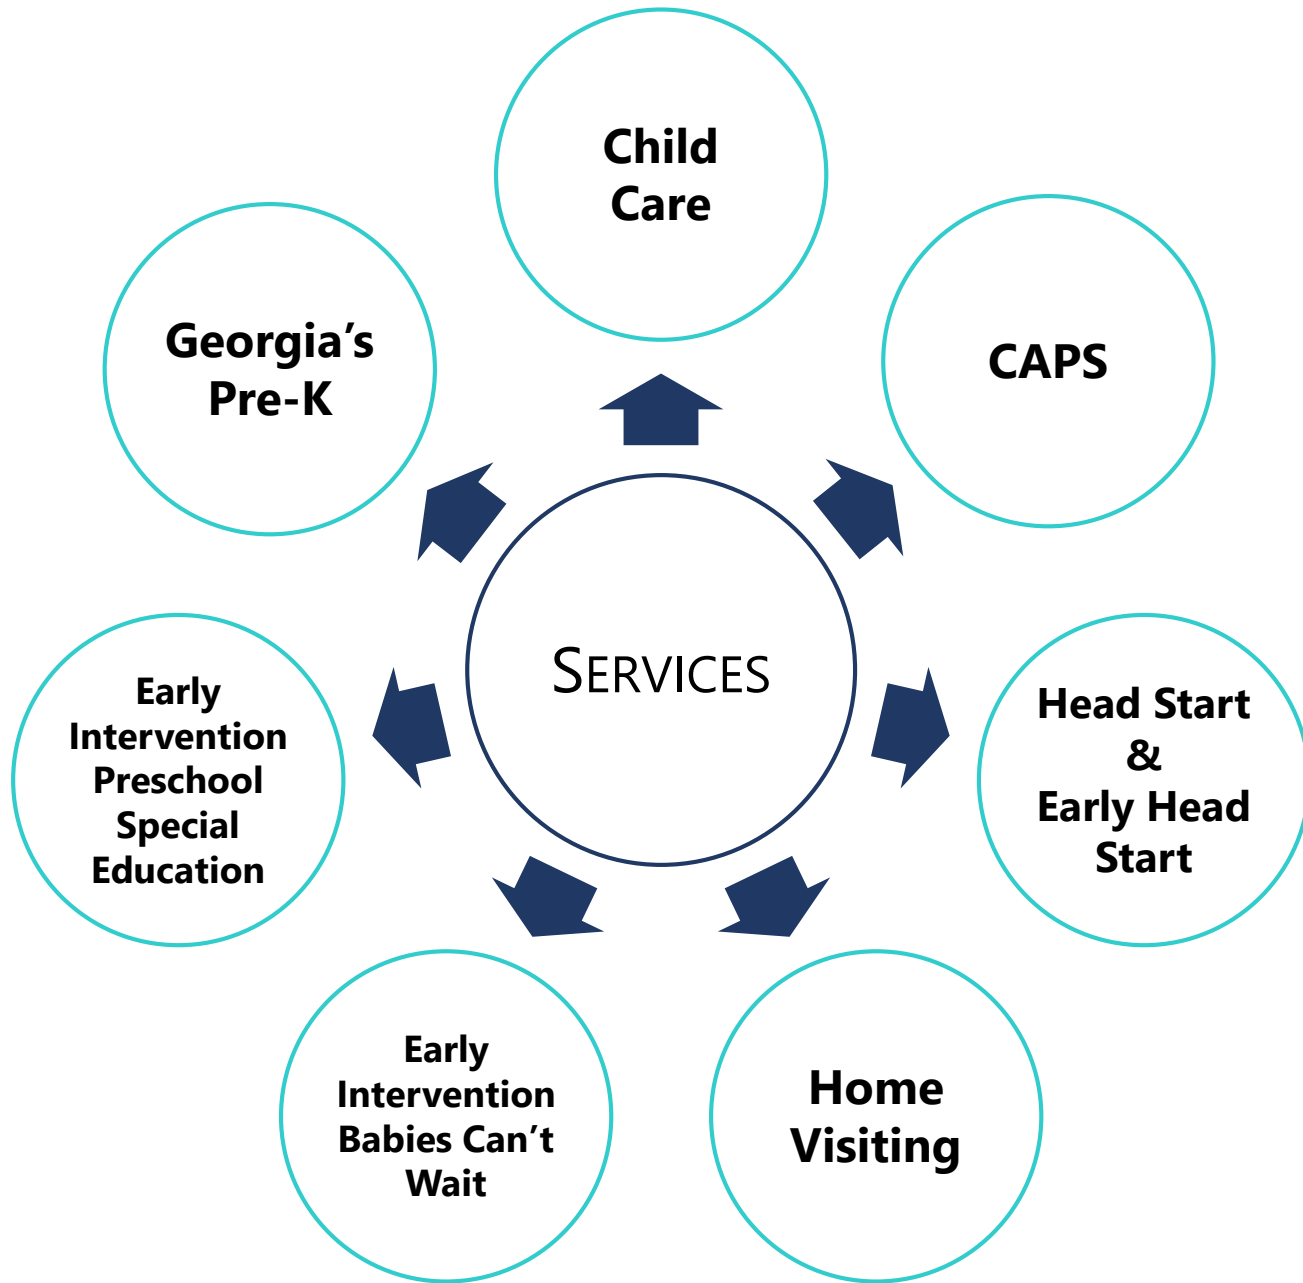 Child
Care
CAPS
Head Start
&
Early Head
Start
Home
Visiting
Early
Intervention
Babies Can’t
Wait
Early
Intervention
Preschool
Special
Education
Georgia’s
Pre-K
SERVICES